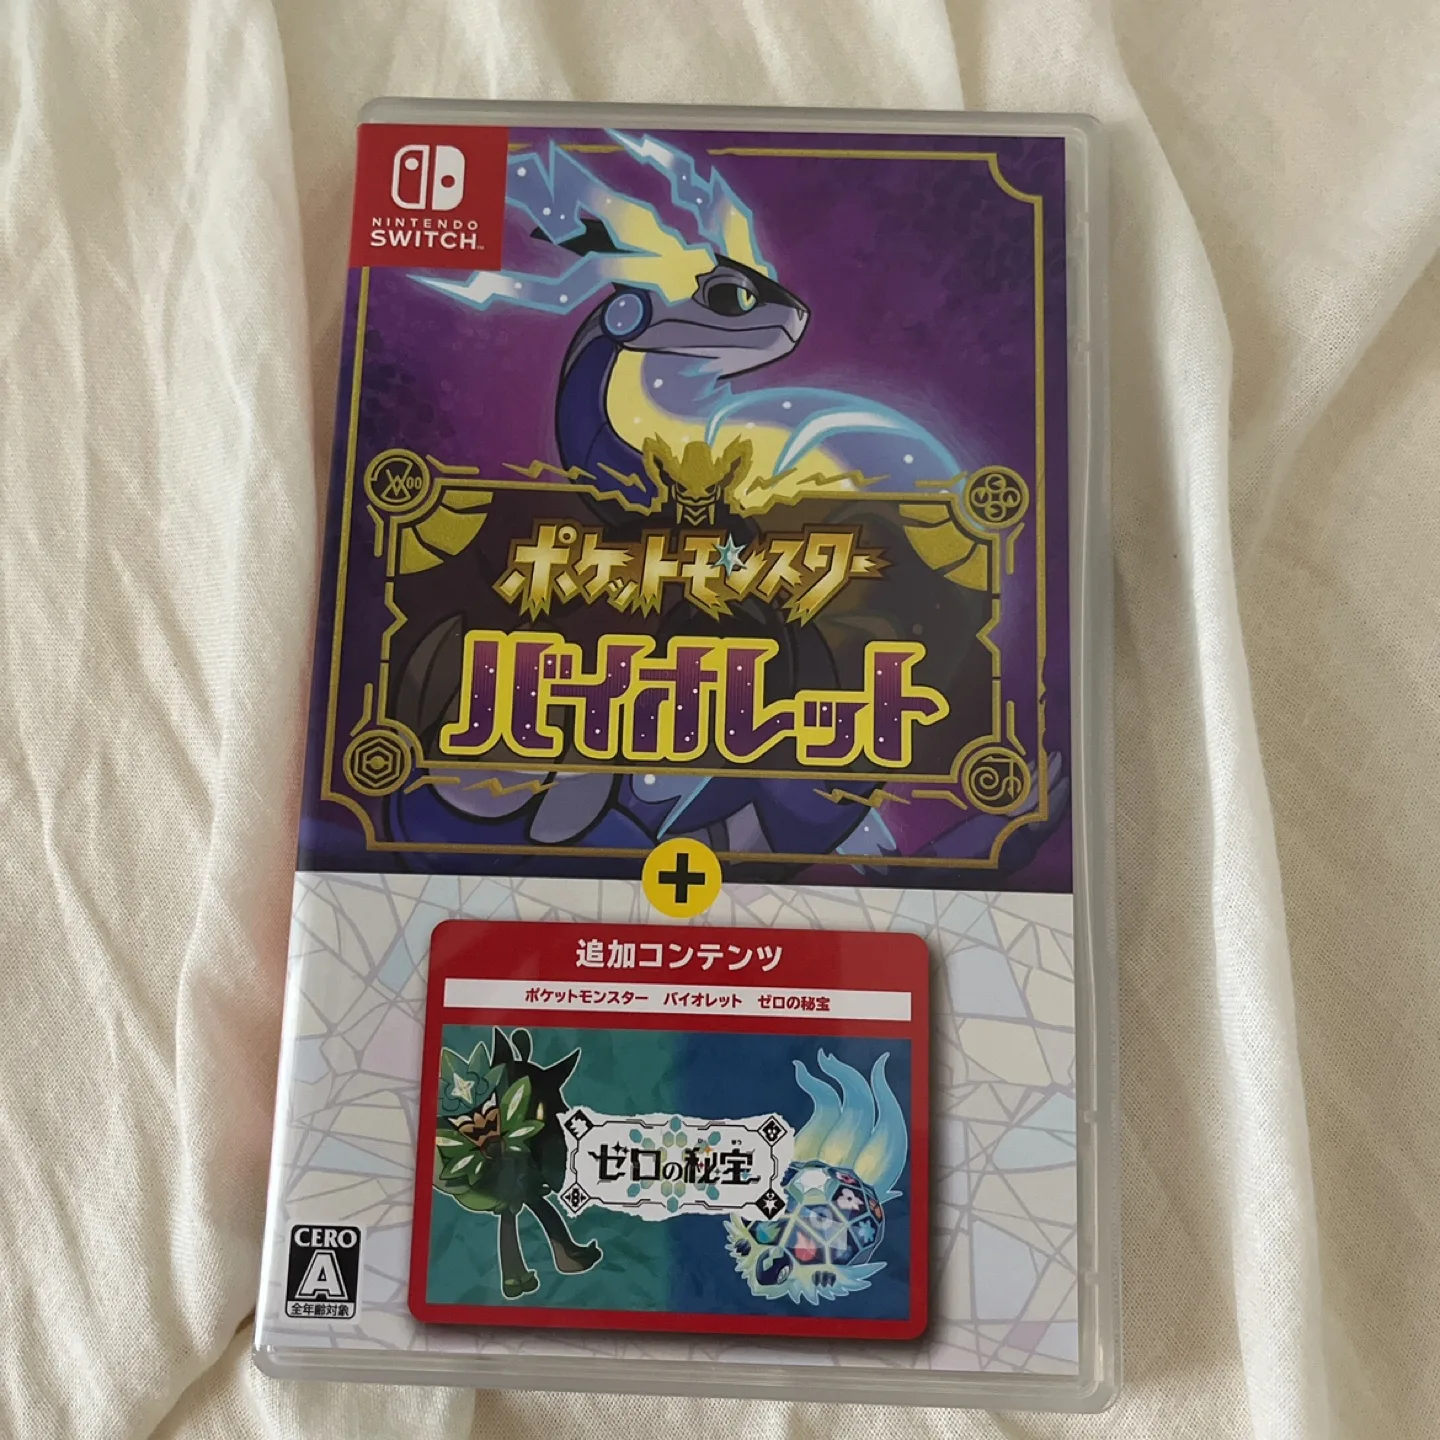 NINTENDO
SWITCH™
ポケットモンスター
バイオレット
+
追加コンテンツ
ポケットモンスター バイオレット ゼロの秘宝
ゼロの秘宝
CERO
A
全年齢対象